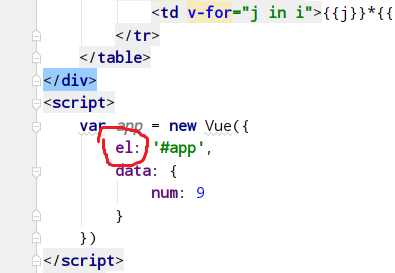 <td v-for="j in i">{{j}}*{{
</tr>
</table>
</div>
<script>
var app = new Vue({
el: '#app',
data: {
num: 9
}
})
</script>